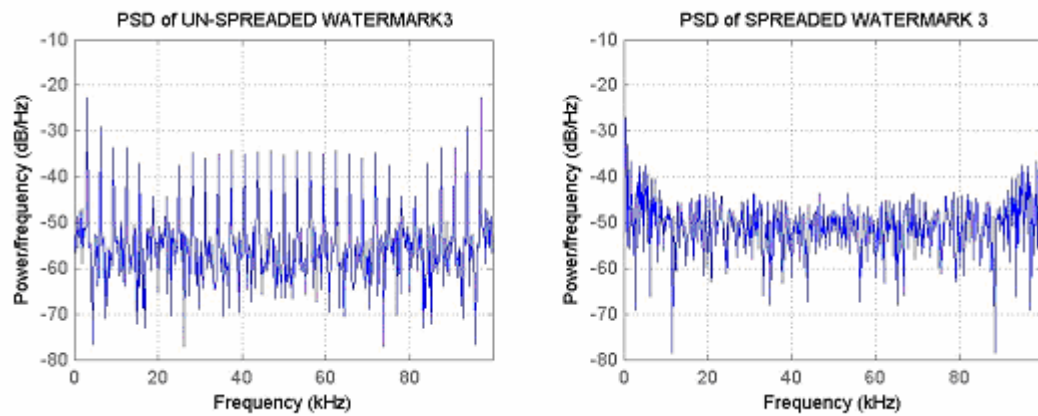 PSD of UN-SPREADED WATERMARK3
-10
-20
-30
-40
-50
-60
-70
-80
Power/frequency (dB/Hz)
0 20 40 60 80
Frequency (kHz)
PSD of SPREADED WATERMARK 3
-10
-20
-30
-40
-50
-60
-70
-80
Power/frequency (dB/Hz)
0 20 40 60 80
Frequency (kHz)